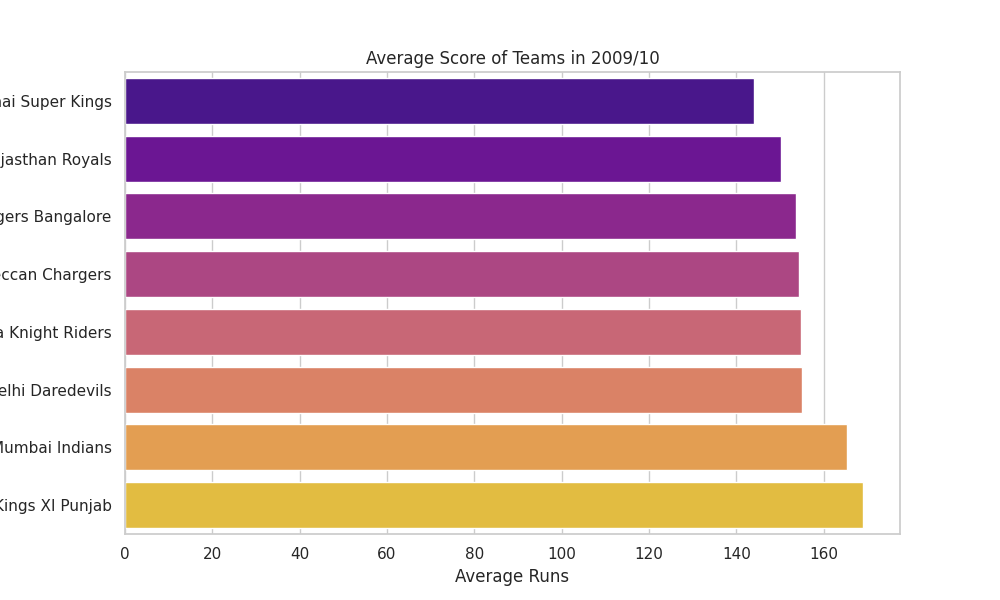 Average Score of Teams in 2009/10
ai Super Kings
jasthan Royals
gers Bangalore
ccan Chargers
a Knight Riders
elhi Daredevils
Mumbai Indians
Kings XI Punjab
0 20 40 60 80 100 120 140 160
Average Runs